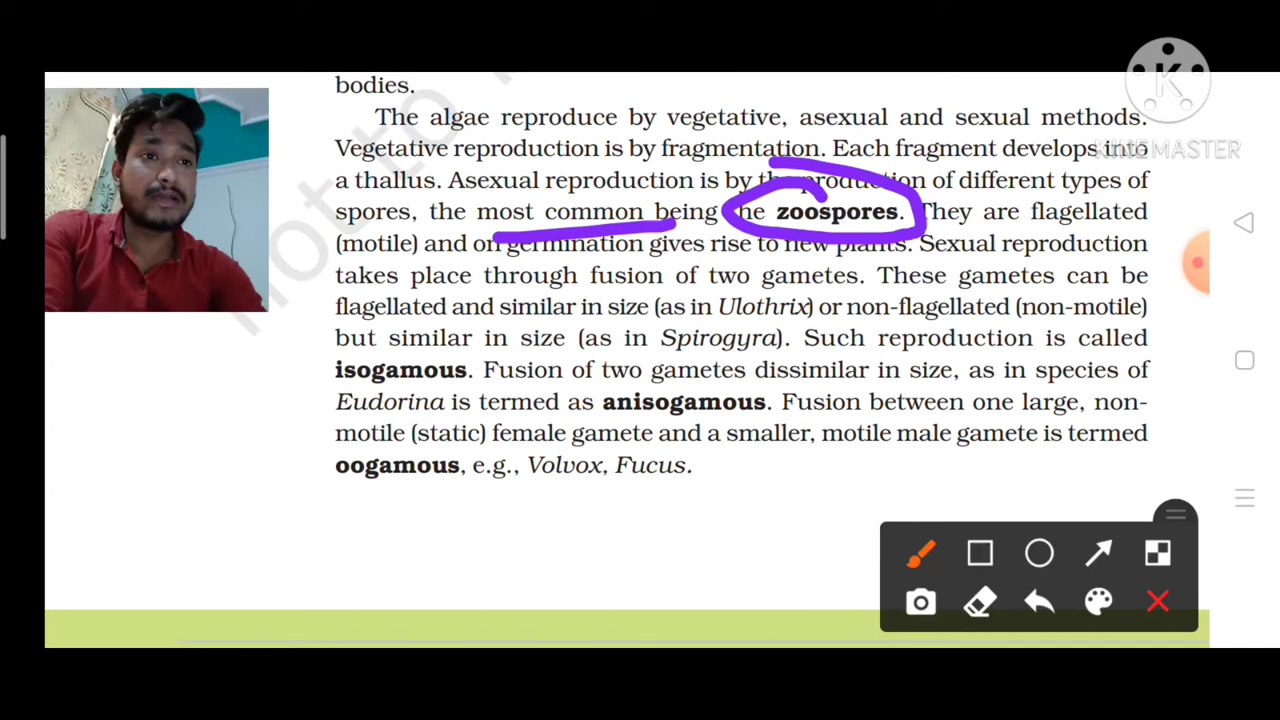 bodies.
K
KINEMASTER
The algae reproduce by vegetative, asexual and sexual methods.
Vegetative reproduction is by fragmentation. Each fragment develops into
a thallus. Asexual reproduction is by the production of different types of
spores, the most common being the zoospores. They are flagellated
(motile) and on germination gives rise to new plants. Sexual reproduction
takes place through fusion of two gametes. These gametes can be
flagellated and similar in size (as in Ulothrix) or non-flagellated (non-motile)
but similar in size (as in Spirogyra). Such reproduction is called
isogamous. Fusion of two gametes dissimilar in size, as in species of
Eudorina is termed as anisogamous. Fusion between one large, non-
motile (static) female gamete and a smaller, motile male gamete is termed
oogamous, e.g., Volvox, Fucus.
not to